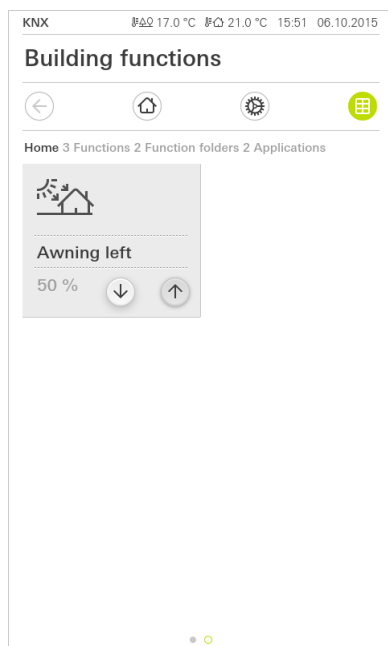 KNX 17.0 °C 21.0 °C 15:51 06.10.2015
Building functions
Home 3 Functions 2 Function folders 2 Applications
Awning left
50 %